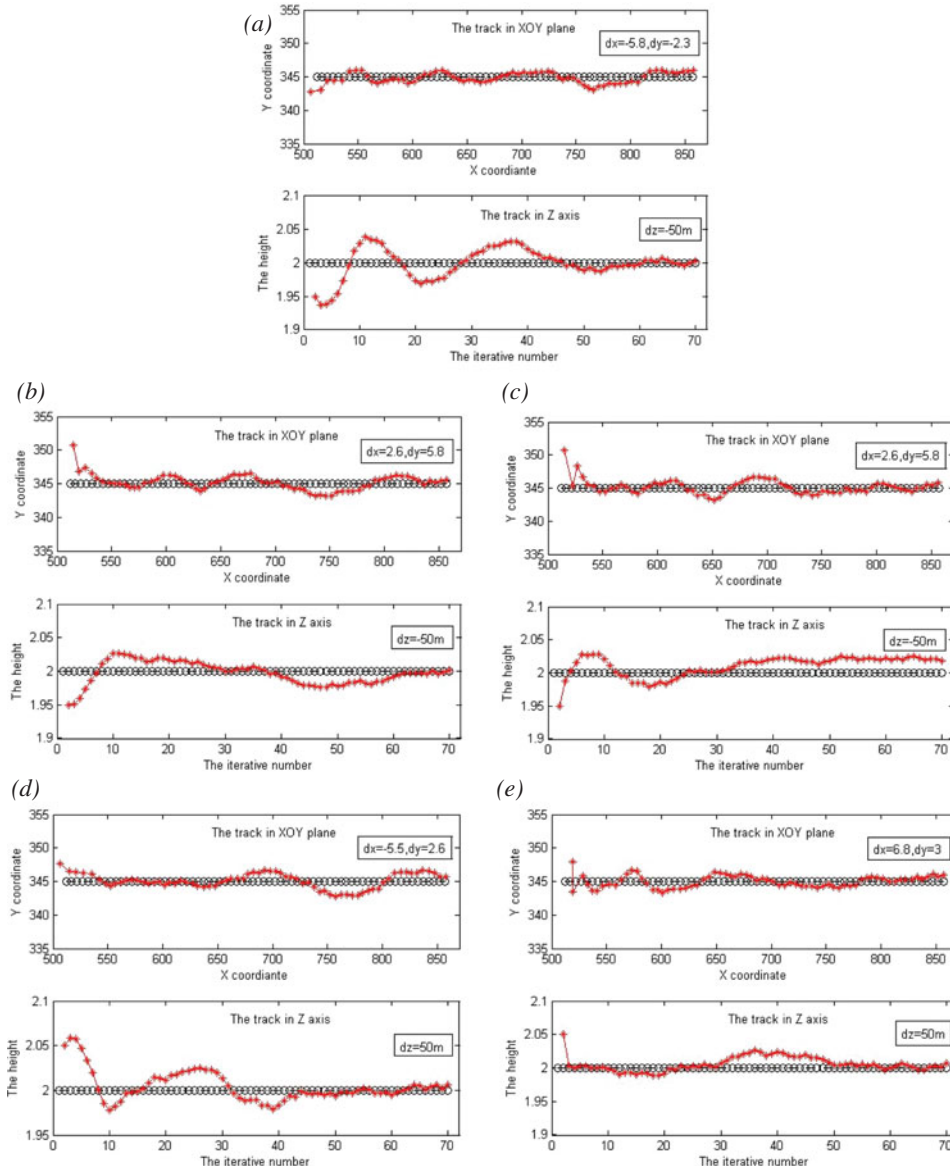 (a)
355
The track in XOY plane
350
dx=-5.8,dy=-2.3
345
340
335
Y coordinate
500 550 600 650 700 750 800 850
X coordiante
2.1
The track in Z axis
2.05
dz=-50m
2
1.95
1.9
The height
0 10 20 30 40 50 60 70
The iterative number
(b)
355
The track in XOY plane
350
dx=2.6,dy=5.8
345
340
335
Y coordinate
500 550 600 650 700 750 800 850
X coordinate
2.1
The track in Z axis
2.05
dz=-50m
2
1.95
1.9
The height
0 10 20 30 40 50 60 70
The iterative number
(c)
355
The track in XOY plane
350
dx=2.6,dy=5.8
345
340
335
Y coordinate
500 550 600 650 700 750 800 850
X coordinate
2.1
The track in Z axis
2.05
dz=-50m
2
1.95
1.9
The height
0 10 20 30 40 50 60 70
The iterative number
(d)
355
The track in XOY plane
350
dx=-5.5,dy=2.6
345
340
335
Y coordinate
500 550 600 650 700 750 800 850
X coordiante
2.1
The track in Z axis
2.05
dz=50m
2
1.95
The height
0 10 20 30 40 50 60 70
The iterative number
(e)
355
The track in XOY plane
350
dx=6.8,dy=3
345
340
335
Y coordinate
500 550 600 650 700 750 800 850
X coordinate
2.1
The track in Z axis
2.05
dz=50m
2
1.95
1.9
The height
0 10 20 30 40 50 60 70
The iterative number